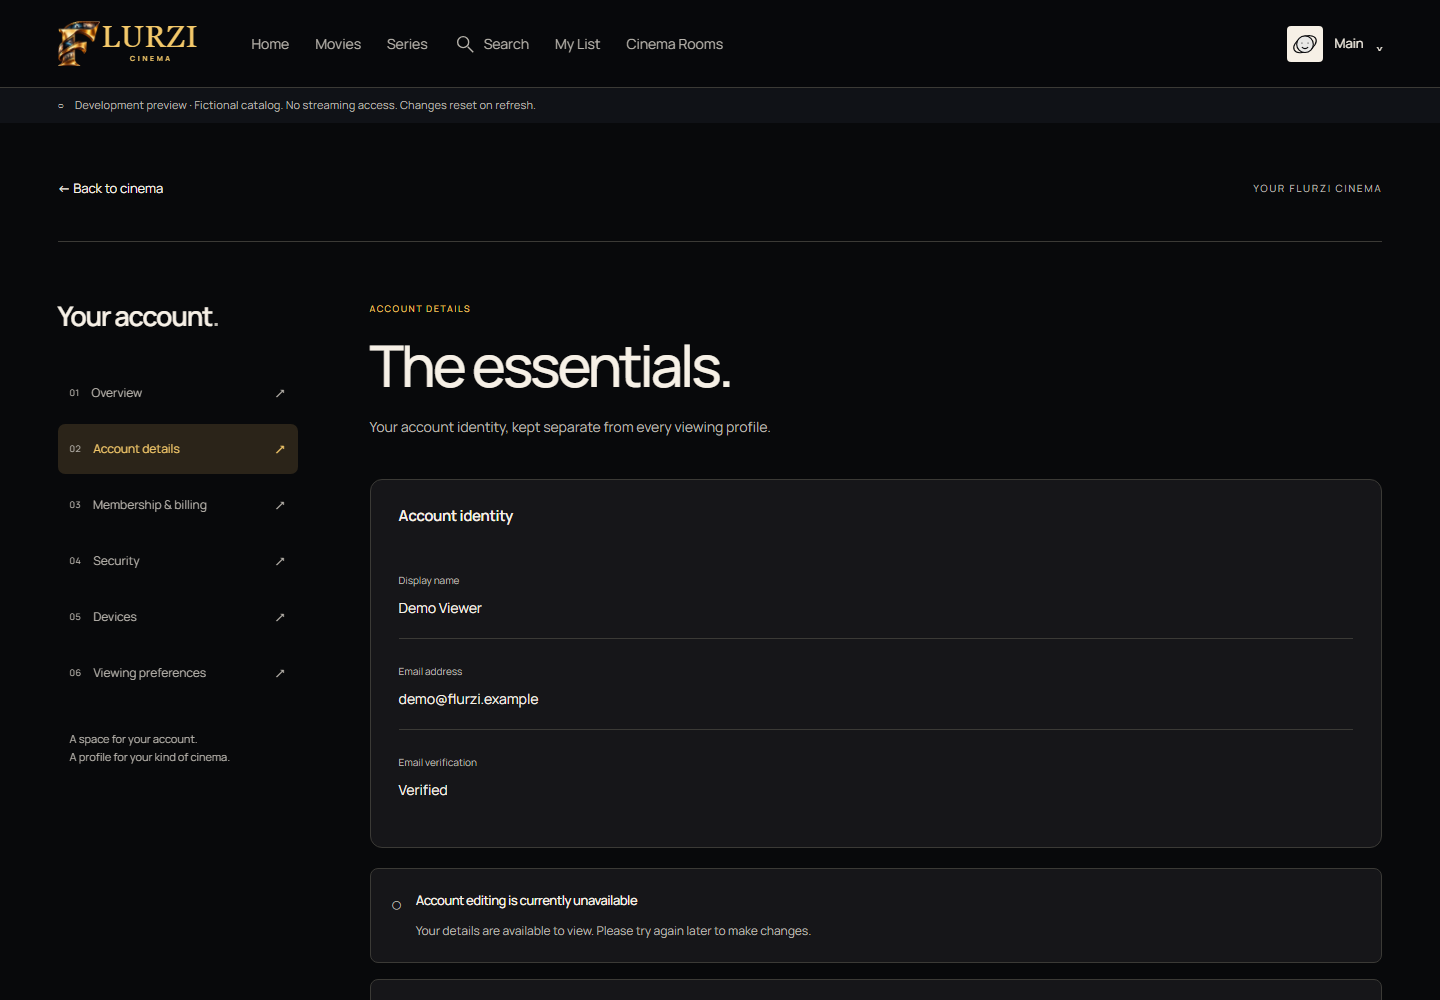 FLURZI
CINEMA
Home
Movies
Series
Search
My List
Cinema Rooms
Main
Development preview · Fictional catalog. No streaming access. Changes reset on refresh.
← Back to cinema
YOUR FLURZI CINEMA
Your account.
01 Overview ↗
02 Account details ↗
03 Membership & billing ↗
04 Security ↗
05 Devices ↗
06 Viewing preferences ↗
A space for your account.
A profile for your kind of cinema.
ACCOUNT DETAILS
The essentials.
Your account identity, kept separate from every viewing profile.
Account identity
Display name
Demo Viewer
Email address
demo@flurzi.example
Email verification
Verified
Account editing is currently unavailable
Your details are available to view. Please try again later to make changes.